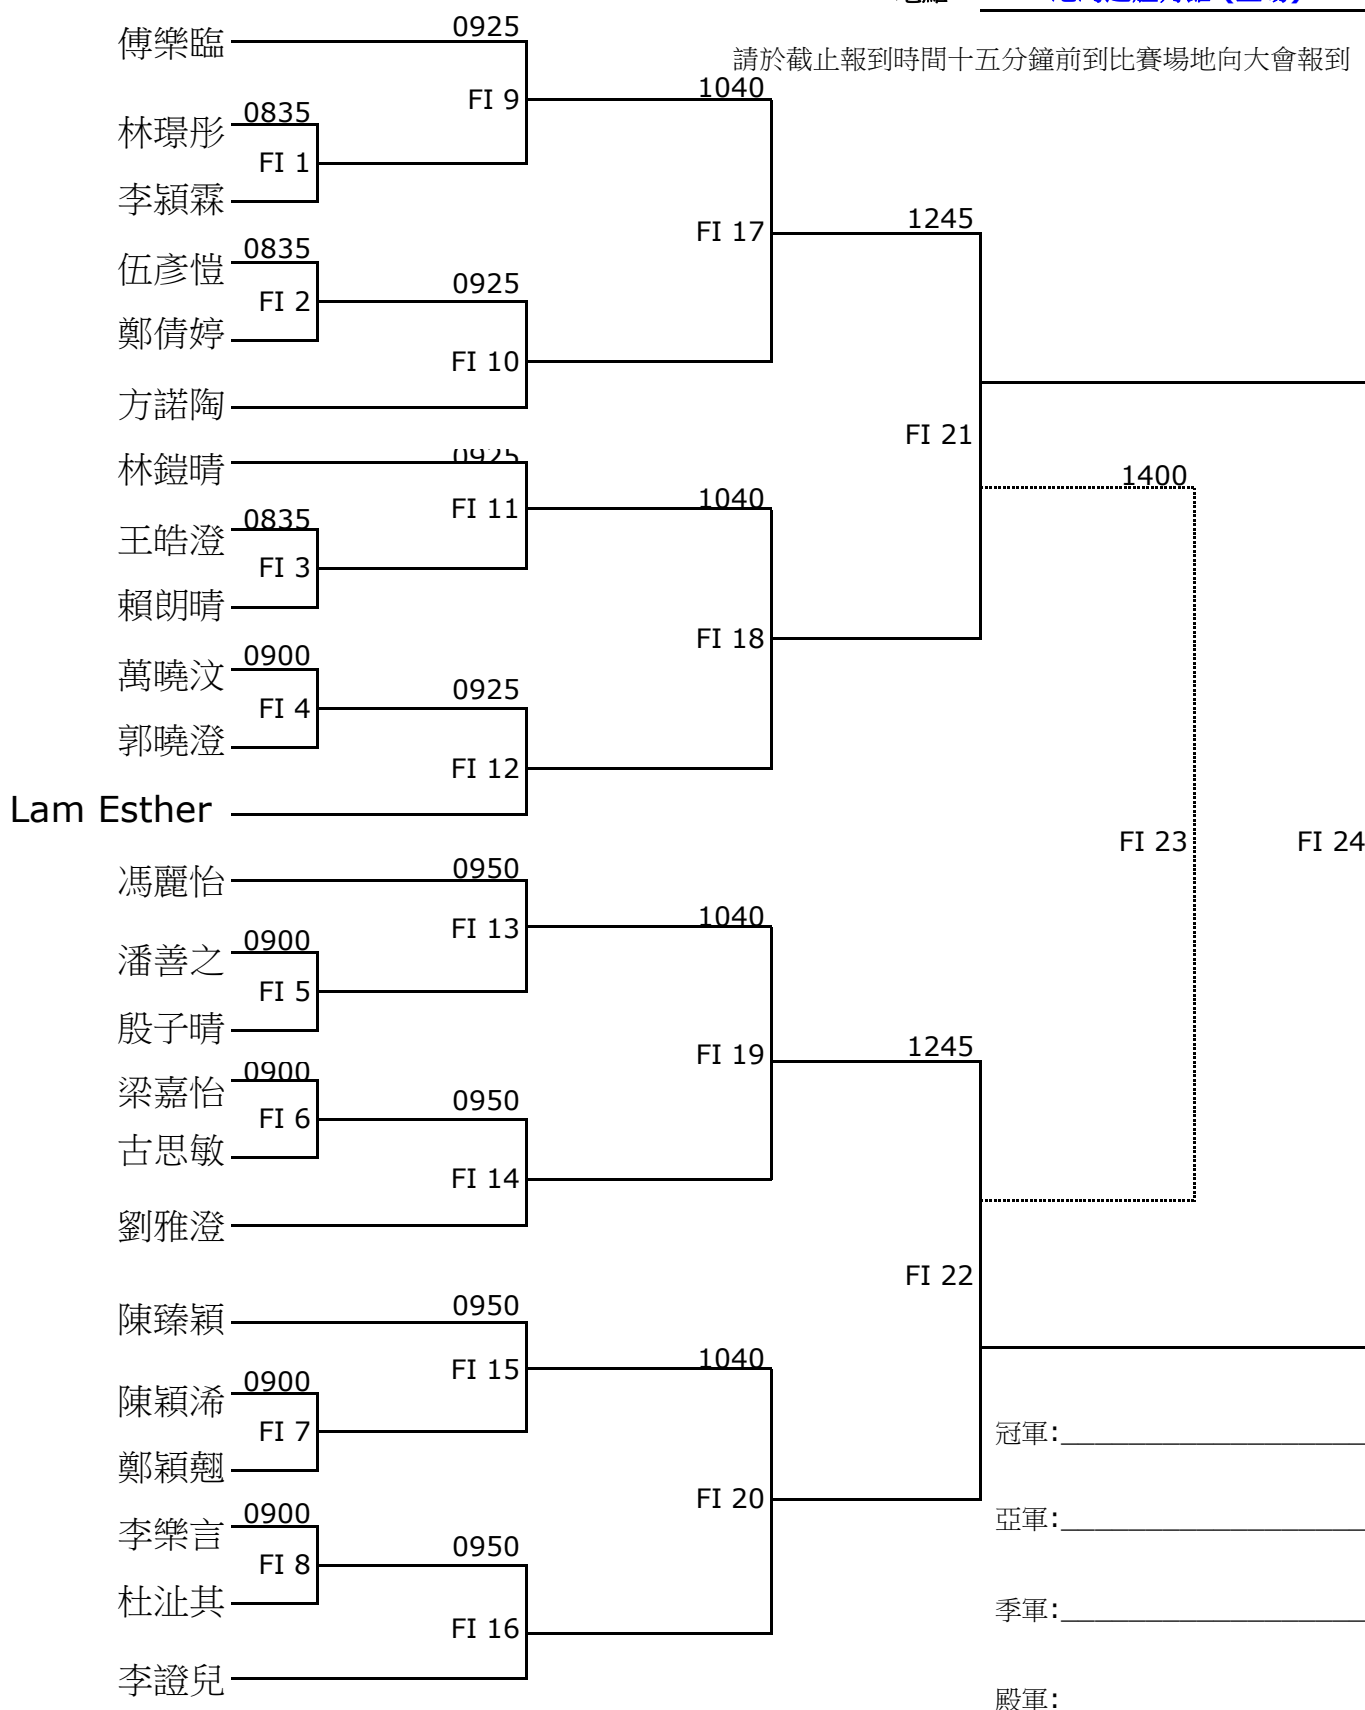 傅樂臨
0925
請於截止報到時間十五分鐘前到比賽場地向大會報到
FI 9
1040
林璟彤
0835
FI 1
李潁霖
FI 17
1245
伍彥愷
0835
FI 2
0925
鄭倩婷
FI 10
方諾陶
FI 21
林鎧晴
0925
1400
FI 11
1040
王皓澄
0835
FI 3
賴朗晴
FI 18
萬曉汶
0900
FI 4
0925
郭曉澄
FI 12
Lam Esther
FI 23
FI 24
馮麗怡
0950
FI 13
1040
潘善之
0900
FI 5
殷子晴
FI 19
1245
梁嘉怡
0900
FI 6
0950
古思敏
FI 14
劉雅澄
FI 22
陳臻穎
0950
FI 15
1040
陳穎浠
0900
FI 7
冠軍:
鄭穎翹
FI 20
李樂言
0900
亞軍:
FI 8
0950
杜沚其
季軍:
FI 16
李證兒
殿軍: